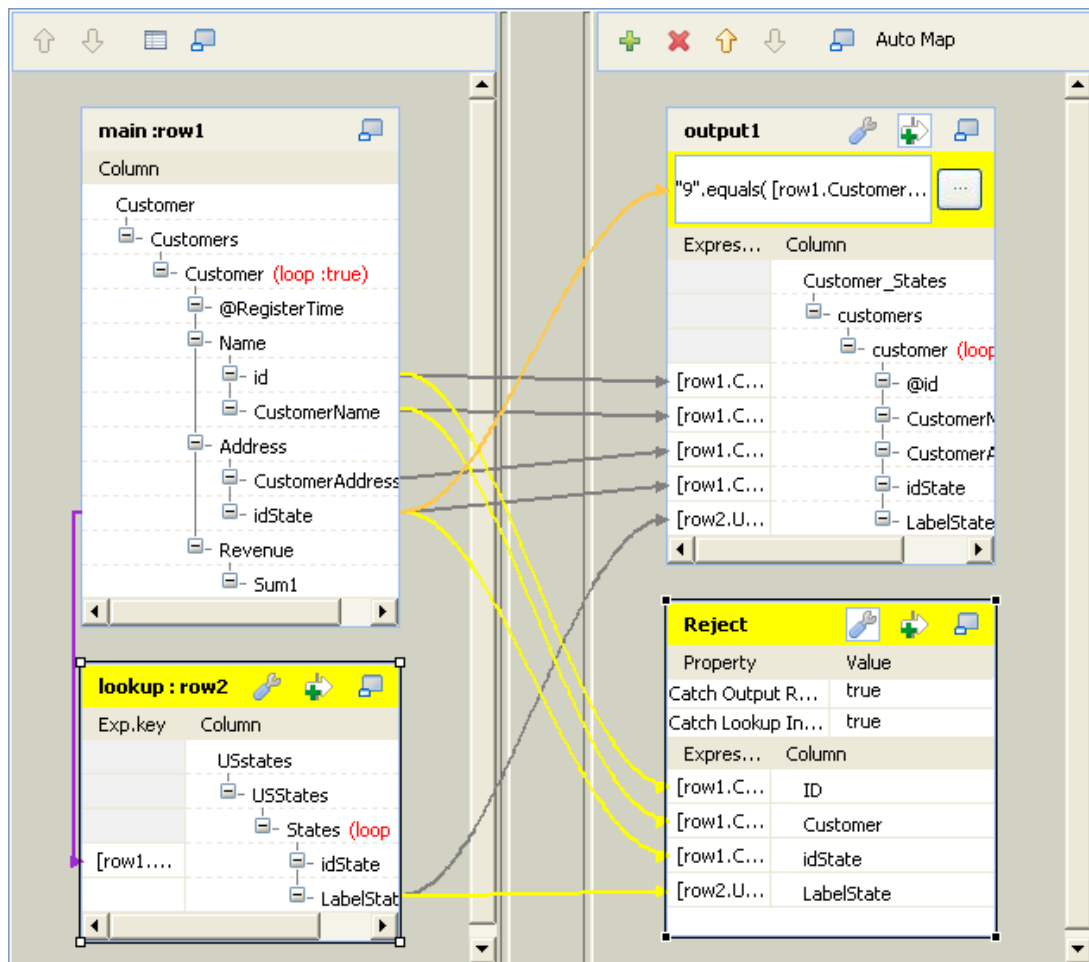 Auto Map
main :row1
Column
Customer
Customers
Customer (loop :true)
@RegisterTime
Name
id
CustomerName
Address
CustomerAddress
idState
Revenue
Sum1
lookup : row2
Exp.key Column
USstates
USStates
States (loop
[row1.... idState
LabelStat
output1
"9".equals( [row1.Customer... ...
Expres... Column
Customer_States
customers
customer (loop
[row1.C... @id
[row1.C... CustomerN
[row1.C... CustomerA
[row1.C... idState
[row2.U... LabelState
Reject
Property Value
Catch Output R... true
Catch Lookup In... true
Expres... Column
[row1.C... ID
[row1.C... Customer
[row1.C... idState
[row2.U... LabelState